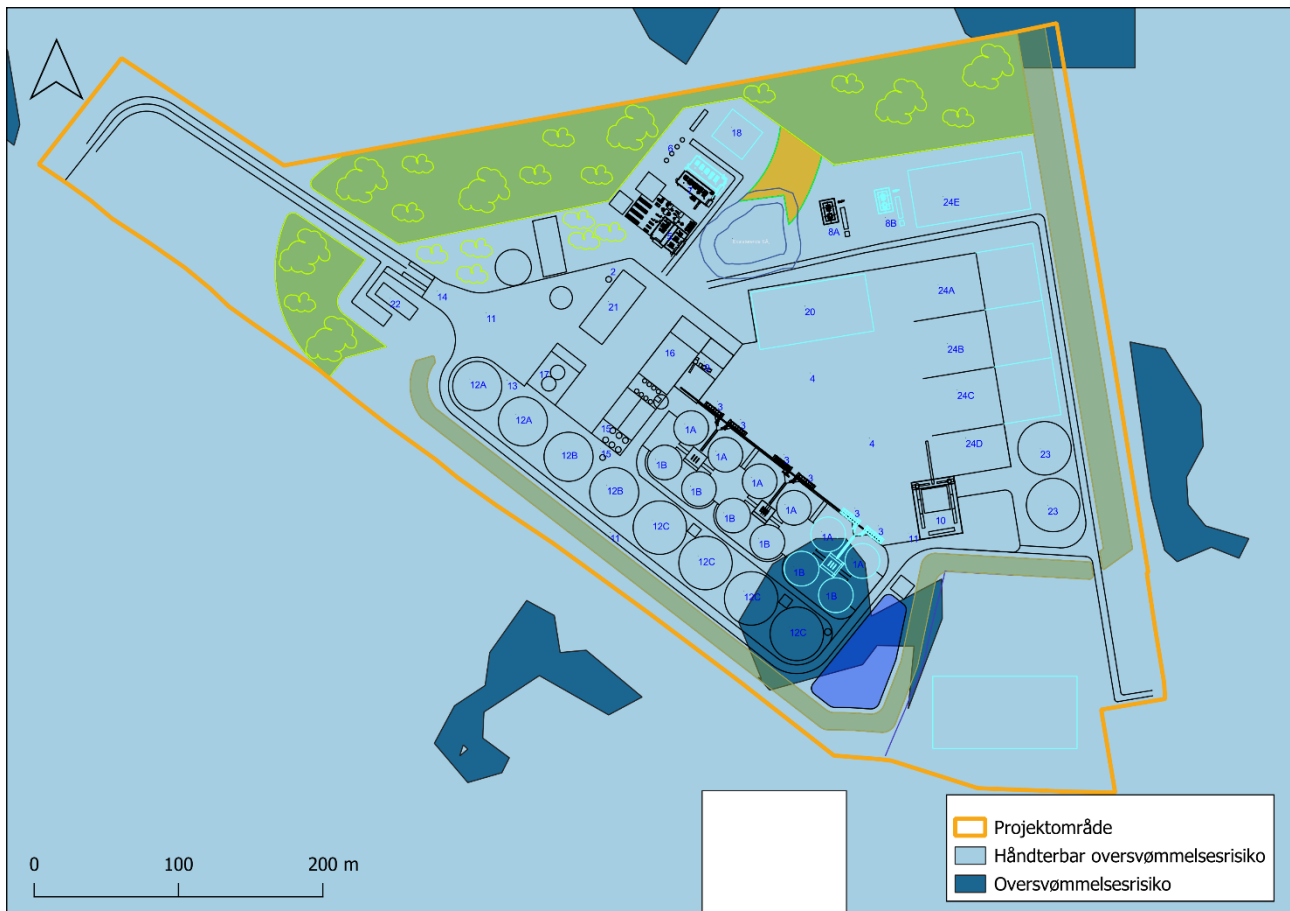 18
6
24E
8B
8A
2
14
22
11
21
24A
20
16
24B
17
4
12A
13
24C
3
12A
1A
3
15
4
24D
1A
15
12B
1B
3
23
1A
3
12B
1B
1A
23
1B
3
10
12C
3
1A
11
11
1B
12C
1A
1B
12C
1B
12C
Projektområde
Håndterbar oversvømmelsesrisiko
Oversvømmelsesrisiko
0 100 200 m